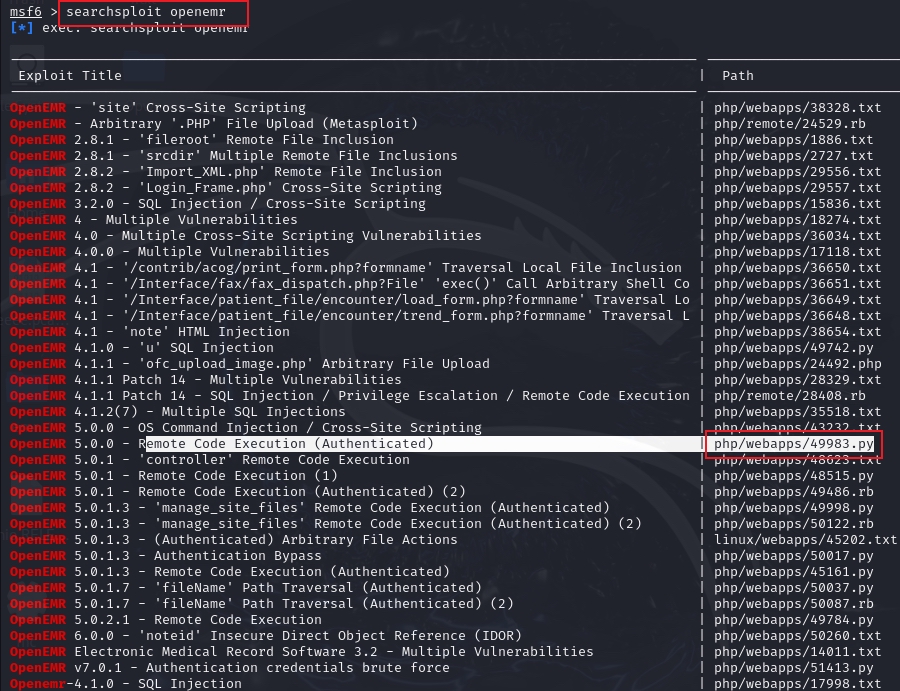 msf6 > searchsploit openemr
[*] exec: searchsploit openemr
Exploit Title | Path
OpenEMR - 'site' Cross-Site Scripting | php/webapps/38328.txt
OpenEMR - Arbitrary '.PHP' File Upload (Metasploit) | php/remote/24529.rb
OpenEMR 2.8.1 - 'fileroot' Remote File Inclusion | php/webapps/1886.txt
OpenEMR 2.8.1 - 'srcdir' Multiple Remote File Inclusions | php/webapps/2727.txt
OpenEMR 2.8.2 - 'Import_XML.php' Remote File Inclusion | php/webapps/29556.txt
OpenEMR 2.8.2 - 'Login_Frame.php' Cross-Site Scripting | php/webapps/29557.txt
OpenEMR 3.2.0 - SQL Injection / Cross-Site Scripting | php/webapps/15836.txt
OpenEMR 4 - Multiple Vulnerabilities | php/webapps/18274.txt
OpenEMR 4.0 - Multiple Cross-Site Scripting Vulnerabilities | php/webapps/36034.txt
OpenEMR 4.0.0 - Multiple Vulnerabilities | php/webapps/17118.txt
OpenEMR 4.1 - '/contrib/acog/print_form.php?formname' Traversal Local File Inclusion | php/webapps/36650.txt
OpenEMR 4.1 - '/Interface/fax/fax_dispatch.php?File' 'exec()' Call Arbitrary Shell Co | php/webapps/36651.txt
OpenEMR 4.1 - '/Interface/patient_file/encounter/load_form.php?formname' Traversal Lo | php/webapps/36649.txt
OpenEMR 4.1 - '/Interface/patient_file/encounter/trend_form.php?formname' Traversal L | php/webapps/36648.txt
OpenEMR 4.1 - 'note' HTML Injection | php/webapps/38654.txt
OpenEMR 4.1.0 - 'u' SQL Injection | php/webapps/49742.py
OpenEMR 4.1.1 - 'ofc_upload_image.php' Arbitrary File Upload | php/webapps/24492.php
OpenEMR 4.1.1 Patch 14 - Multiple Vulnerabilities | php/webapps/28329.txt
OpenEMR 4.1.1 Patch 14 - SQL Injection / Privilege Escalation / Remote Code Execution | php/remote/28408.rb
OpenEMR 4.1.2(7) - Multiple SQL Injections | php/webapps/35518.txt
OpenEMR 5.0.0 - OS Command Injection / Cross-Site Scripting | php/webapps/43232.txt
OpenEMR 5.0.0 - Remote Code Execution (Authenticated) | php/webapps/49983.py
OpenEMR 5.0.1 - 'controller' Remote Code Execution | php/webapps/48623.txt
OpenEMR 5.0.1 - Remote Code Execution (1) | php/webapps/48515.py
OpenEMR 5.0.1 - Remote Code Execution (Authenticated) (2) | php/webapps/49486.rb
OpenEMR 5.0.1.3 - 'manage_site_files' Remote Code Execution (Authenticated) | php/webapps/49998.py
OpenEMR 5.0.1.3 - 'manage_site_files' Remote Code Execution (Authenticated) (2) | php/webapps/50122.rb
OpenEMR 5.0.1.3 - (Authenticated) Arbitrary File Actions | linux/webapps/45202.txt
OpenEMR 5.0.1.3 - Authentication Bypass | php/webapps/50017.py
OpenEMR 5.0.1.3 - Remote Code Execution (Authenticated) | php/webapps/45161.py
OpenEMR 5.0.1.7 - 'fileName' Path Traversal (Authenticated) | php/webapps/50037.py
OpenEMR 5.0.1.7 - 'fileName' Path Traversal (Authenticated) (2) | php/webapps/50087.rb
OpenEMR 5.0.2.1 - Remote Code Execution | php/webapps/49784.py
OpenEMR 6.0.0 - 'noteid' Insecure Direct Object Reference (IDOR) | php/webapps/50260.txt
OpenEMR Electronic Medical Record Software 3.2 - Multiple Vulnerabilities | php/webapps/14011.txt
OpenEMR v7.0.1 - Authentication credentials brute force | php/webapps/51413.py
Openemr-4.1.0 - SQL Injection | php/webapps/17998.txt